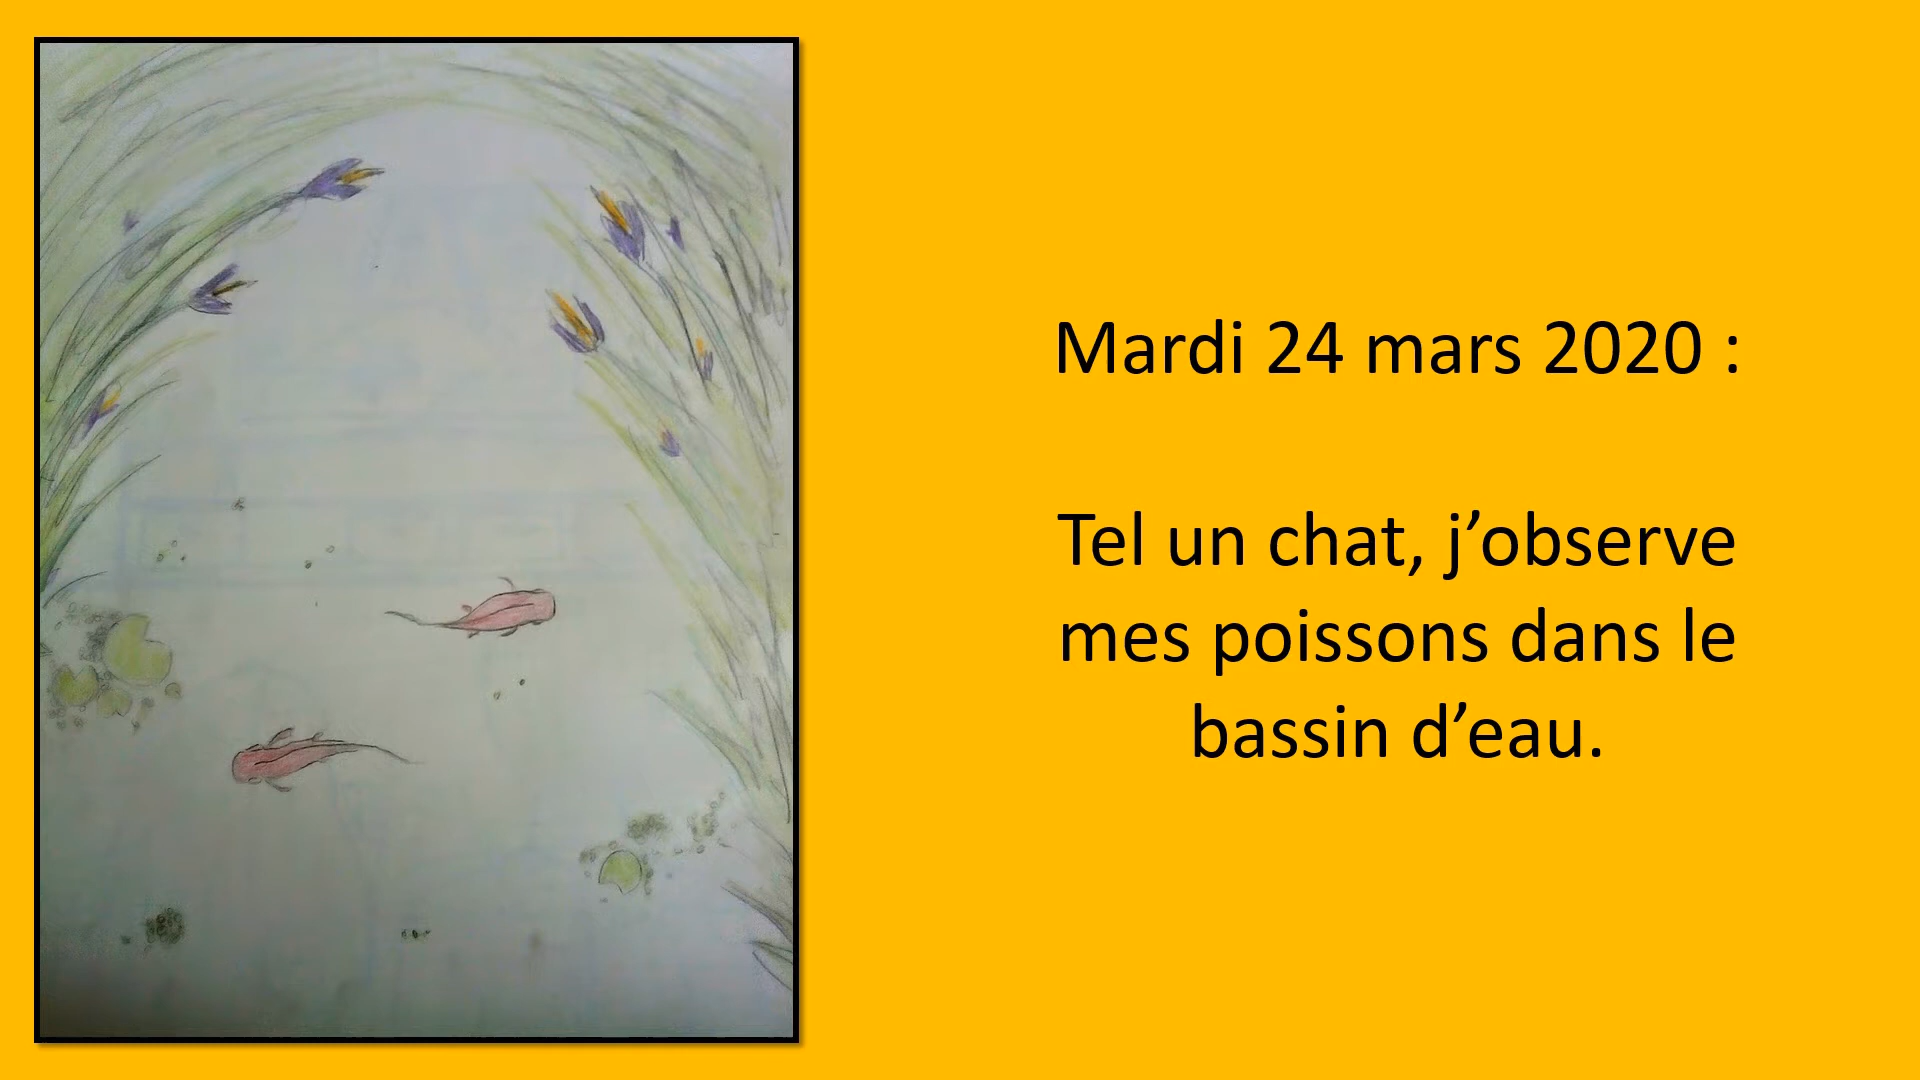 Mardi 24 mars 2020 :
Tel un chat, j’observe
mes poissons dans le
bassin d’eau.